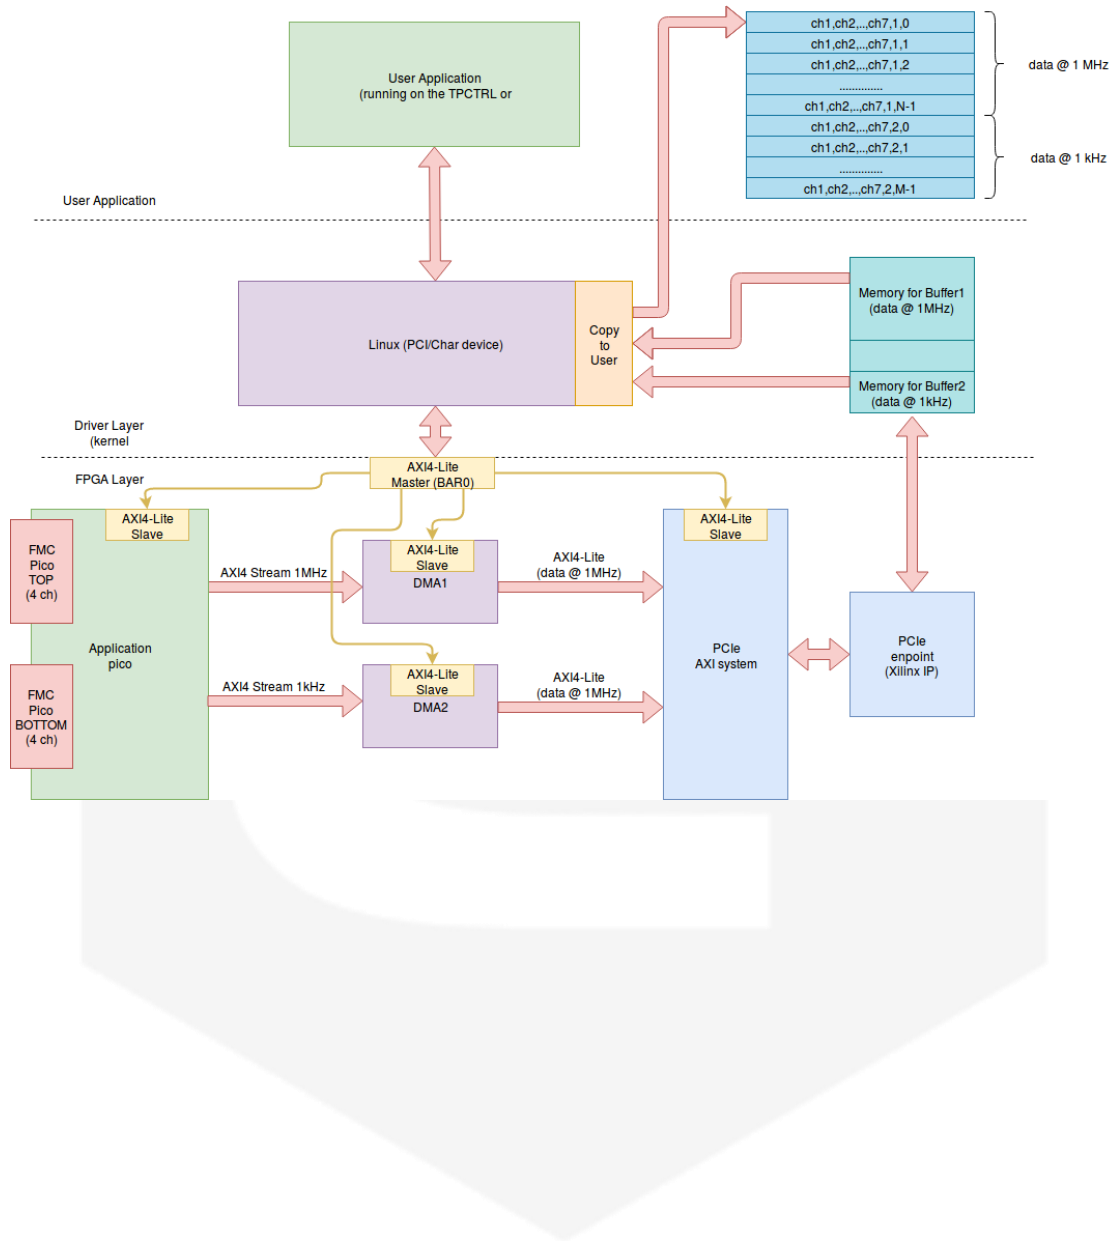 User Application
(running on the TPCTRL or
ch1,ch2,..,ch7,1,0
ch1,ch2,..,ch7,1,1
ch1,ch2,..,ch7,1,2
..............
ch1,ch2,..,ch7,1,N-1
ch1,ch2,..,ch7,2,0
ch1,ch2,..,ch7,2,1
..............
ch1,ch2,..,ch7,2,M-1
data @ 1 MHz
data @ 1 kHz
User Application
Linux (PCI/Char device)
Copy
to
User
Memory for Buffer1
(data @ 1MHz)
Memory for Buffer2
(data @ 1kHz)
Driver Layer
(kernel
FPGA Layer
AXI4-Lite
Master (BAR0)
AXI4-Lite
Slave
FMC
Pico
TOP
(4 ch)
Application
pico
FMC
Pico
BOTTOM
(4 ch)
AXI4 Stream 1MHz
AXI4-Lite
Slave
DMA1
AXI4-Lite
(data @ 1MHz)
AXI4 Stream 1kHz
AXI4-Lite
Slave
DMA2
AXI4-Lite
(data @ 1MHz)
AXI4-Lite
Slave
PCIe
AXI system
PCIe
enpoint
(Xilinx IP)